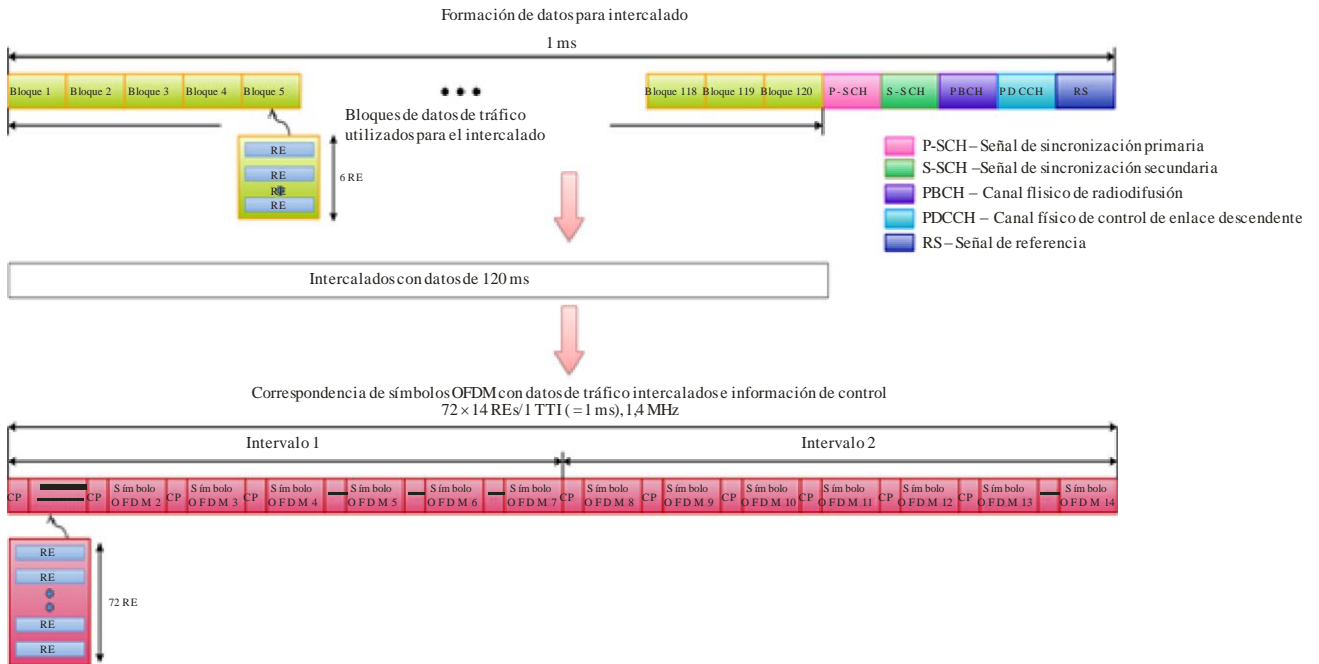 Formación de datos para intercalado
1 ms
Bloque 1 Bloque 2 Bloque 3 Bloque 4 Bloque 5 Bloque 118 Bloque 119 Bloque 120 P-SCH S-SCH PBCH PDCCH RS
Bloques de datos de tráfico
utilizados para el intercalado
RE
RE
RE
RE
6 RE
P-SCH – Señal de sincronización primaria
S-SCH – Señal de sincronización secundaria
PBCH – Canal flisico de radiodifusión
PDCCH – Canal físico de control de enlace descendente
RS – Señal de referencia
Intercalados con datos de 120 ms
Correspondencia de símbolos OFDM con datos de tráfico intercalados e información de control
72 × 14 REs/1 TTI ( = 1 ms), 1,4 MHz
Intervalo 1 Intervalo 2
CP CP Símbolo OFDM 2 CP Símbolo OFDM 3 CP Símbolo OFDM 4 Símbolo OFDM 5 Símbolo OFDM 6 Símbolo OFDM 7 CP Símbolo OFDM 8 CP Símbolo OFDM 9 CP Símbolo OFDM 10 CP Símbolo OFDM 11 CP Símbolo OFDM 12 CP Símbolo OFDM 13 Símbolo OFDM 14
RE
RE
RE
RE
72 RE